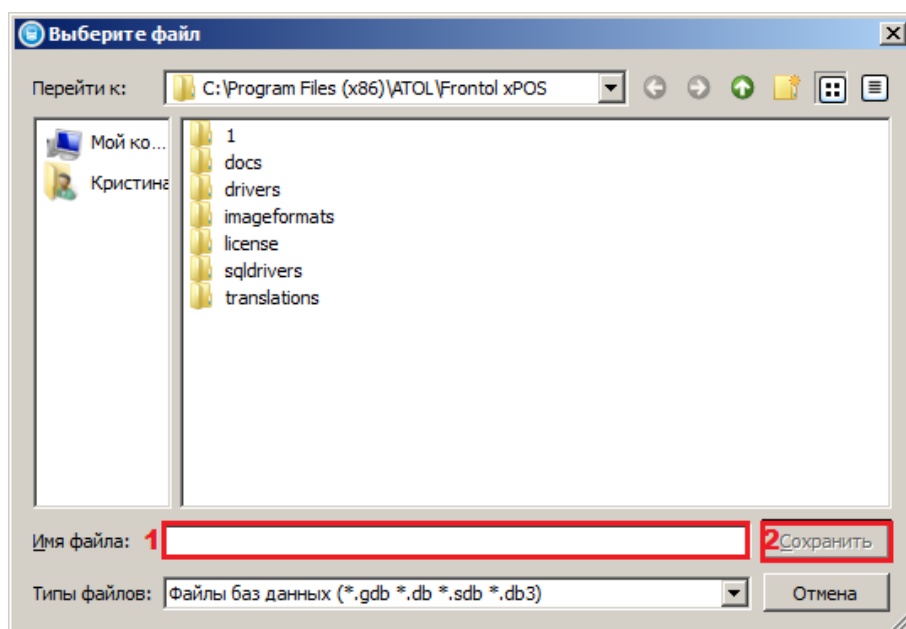 Выберите файл
Перейти к: C:\Program Files (x86)\ATOL\Frontol xPOS
Мой ко...
Кристина
1
docs
drivers
imageformats
license
sqldrivers
translations
Имя файла: 1 2 Сохранить
Типы файлов: Файлы баз данных (*.gdb *.db *.sdb *.db3) Отмена